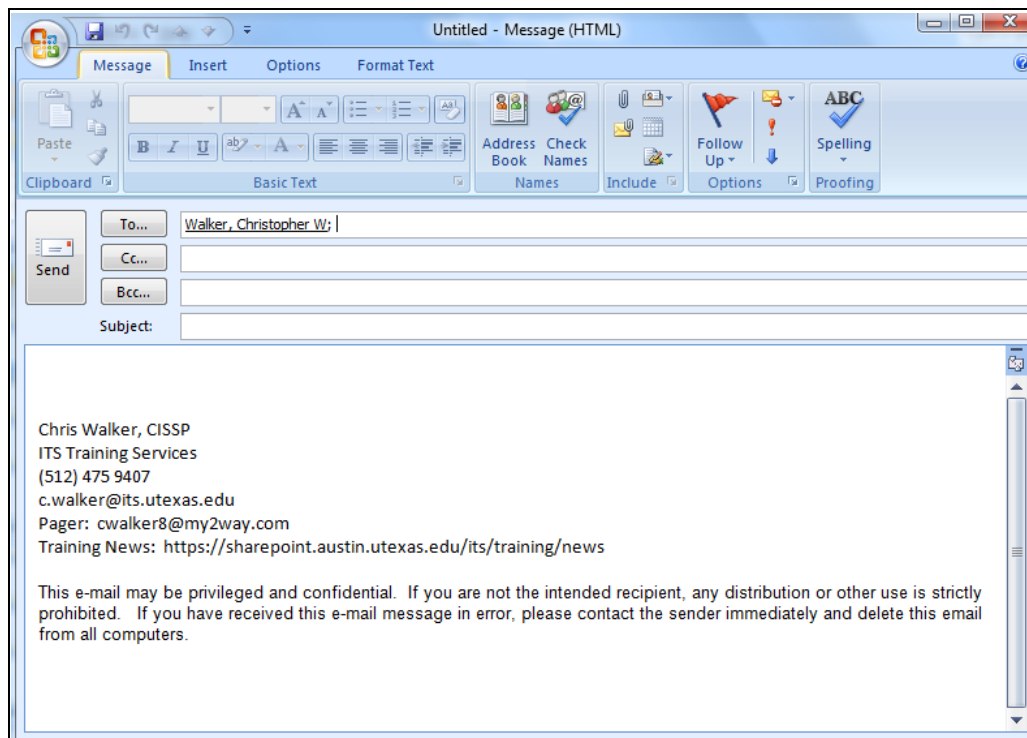 Untitled - Message (HTML)
Message Insert Options Format Text
Paste
B I U ab A
A A
ABC
Address Book
Check Names
Follow Up
Spelling
Clipboard Basic Text Names Include Options Proofing
Send
To... Walker, Christopher W;
Cc...
Bcc...
Subject:
Chris Walker, CISSP
ITS Training Services
(512) 475 9407
c.walker@its.utexas.edu
Pager: cwalker8@my2way.com
Training News: https://sharepoint.austin.utexas.edu/its/training/news
This e-mail may be privileged and confidential. If you are not the intended recipient, any distribution or other use is strictly
prohibited. If you have received this e-mail message in error, please contact the sender immediately and delete this email
from all computers.